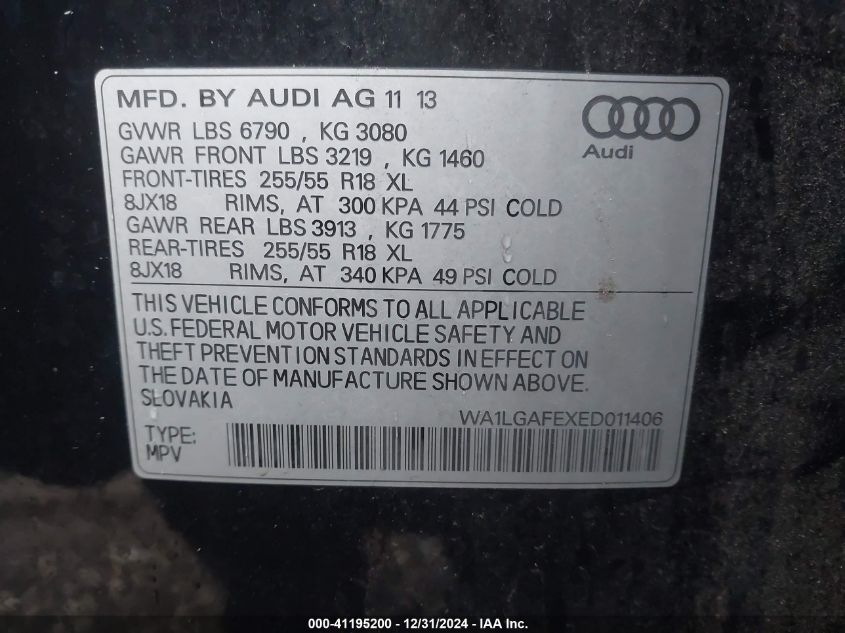 MFD. BY AUDI AG 11 13
GVWR LBS 6790 , KG 3080
GAWR FRONT LBS 3219 , KG 1460
FRONT-TIRES 255/55 R18 XL
8JX18 RIMS, AT 300 KPA 44 PSI COLD
GAWR REAR LBS 3913 , KG 1775
REAR-TIRES 255/55 R18 XL
8JX18 RIMS, AT 340 KPA 49 PSI COLD
Audi
THIS VEHICLE CONFORMS TO ALL APPLICABLE
U.S. FEDERAL MOTOR VEHICLE SAFETY AND
THEFT PREVENTION STANDARDS IN EFFECT ON
THE DATE OF MANUFACTURE SHOWN ABOVE.
SLOVAKIA
WA1LGAFEXED011406
TYPE:
MPV
000-41195200 - 12/31/2024 - IAA Inc.